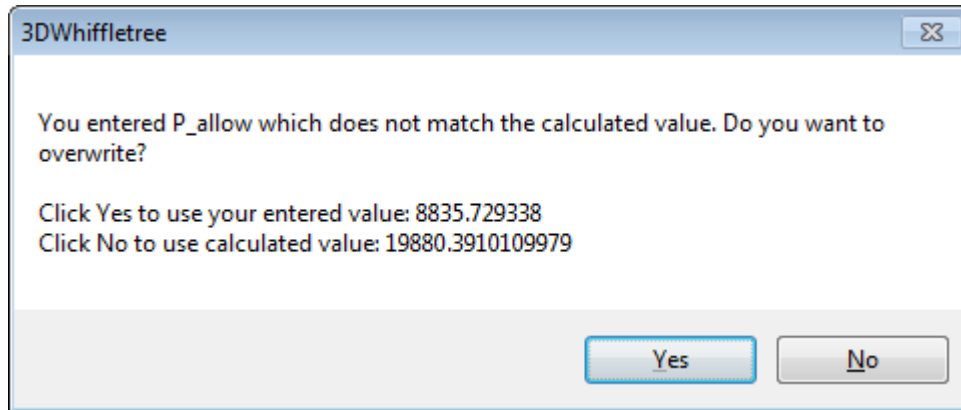 3DWhiffletree
You entered P_allow which does not match the calculated value. Do you want to
overwrite?
Click Yes to use your entered value: 8835.729338
Click No to use calculated value: 19880.3910109979
Yes
No